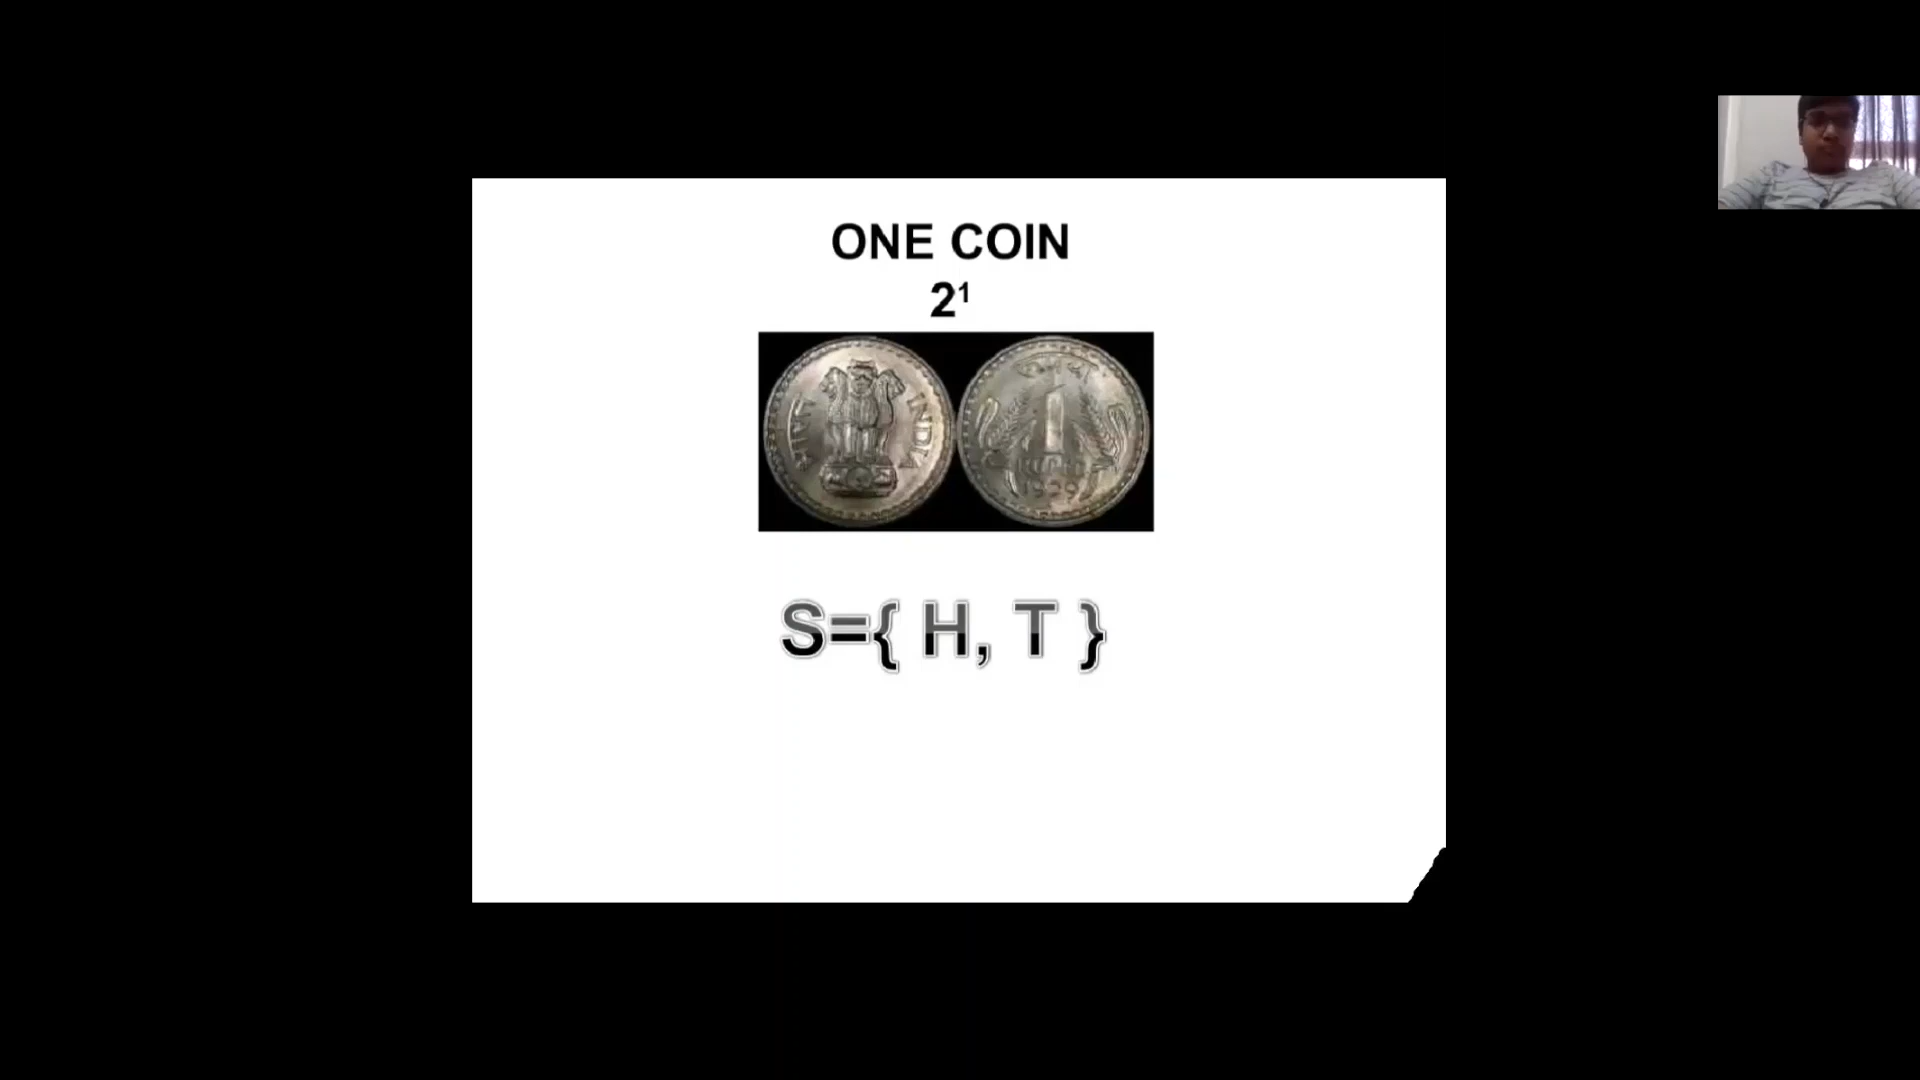 ONE COIN
2¹
INDIA
1
S={ H, T }